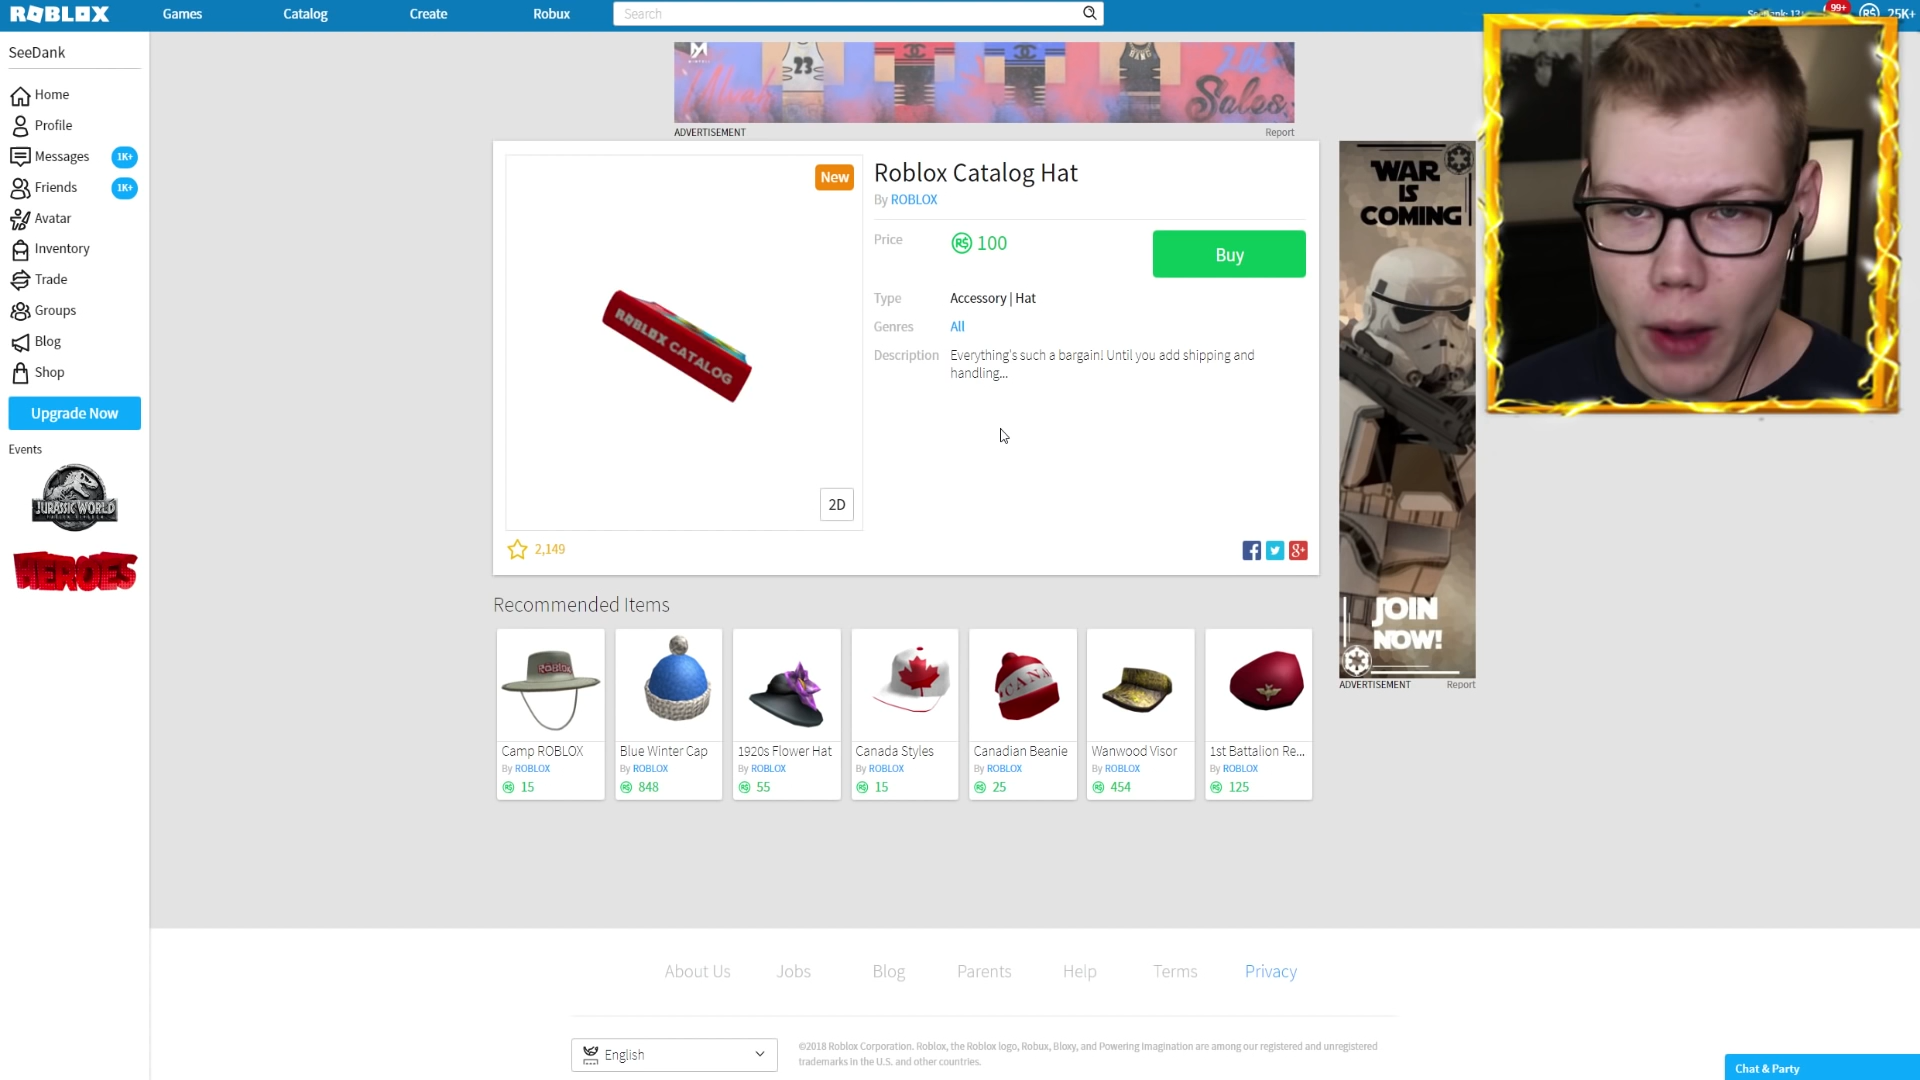 ROBLOX
Games
Catalog
Create
Robux
Search
99+
25K+
SeeDank
Home
Profile
Messages
1K+
Friends
1K+
Avatar
Inventory
Trade
Groups
Blog
Shop
Upgrade Now
Events
JURASSIC WORLD
HEROES
23
Sales
ADVERTISEMENT
Report
New
ROBLOX CATALOG
2D
2,149
Roblox Catalog Hat
By ROBLOX
Price
R$ 100
Buy
Type
Accessory | Hat
Genres
All
Description
Everything's such a bargain! Until you add shipping and
handling...
WAR
IS
COMING
JOIN
NOW!
ADVERTISEMENT
Report
Recommended Items
ROBLOX
CANA
Camp ROBLOX
By ROBLOX
15
Blue Winter Cap
By ROBLOX
848
1920s Flower Hat
By ROBLOX
55
Canada Styles
By ROBLOX
15
Canadian Beanie
By ROBLOX
25
Wanwood Visor
By ROBLOX
454
1st Battalion Re...
By ROBLOX
125
About Us
Jobs
Blog
Parents
Help
Terms
Privacy
English
©2018 Roblox Corporation. Roblox, the Roblox logo, Robux, Bloxy, and Powering Imagination are among our registered and unregistered
trademarks in the U.S. and other countries.
Chat & Party